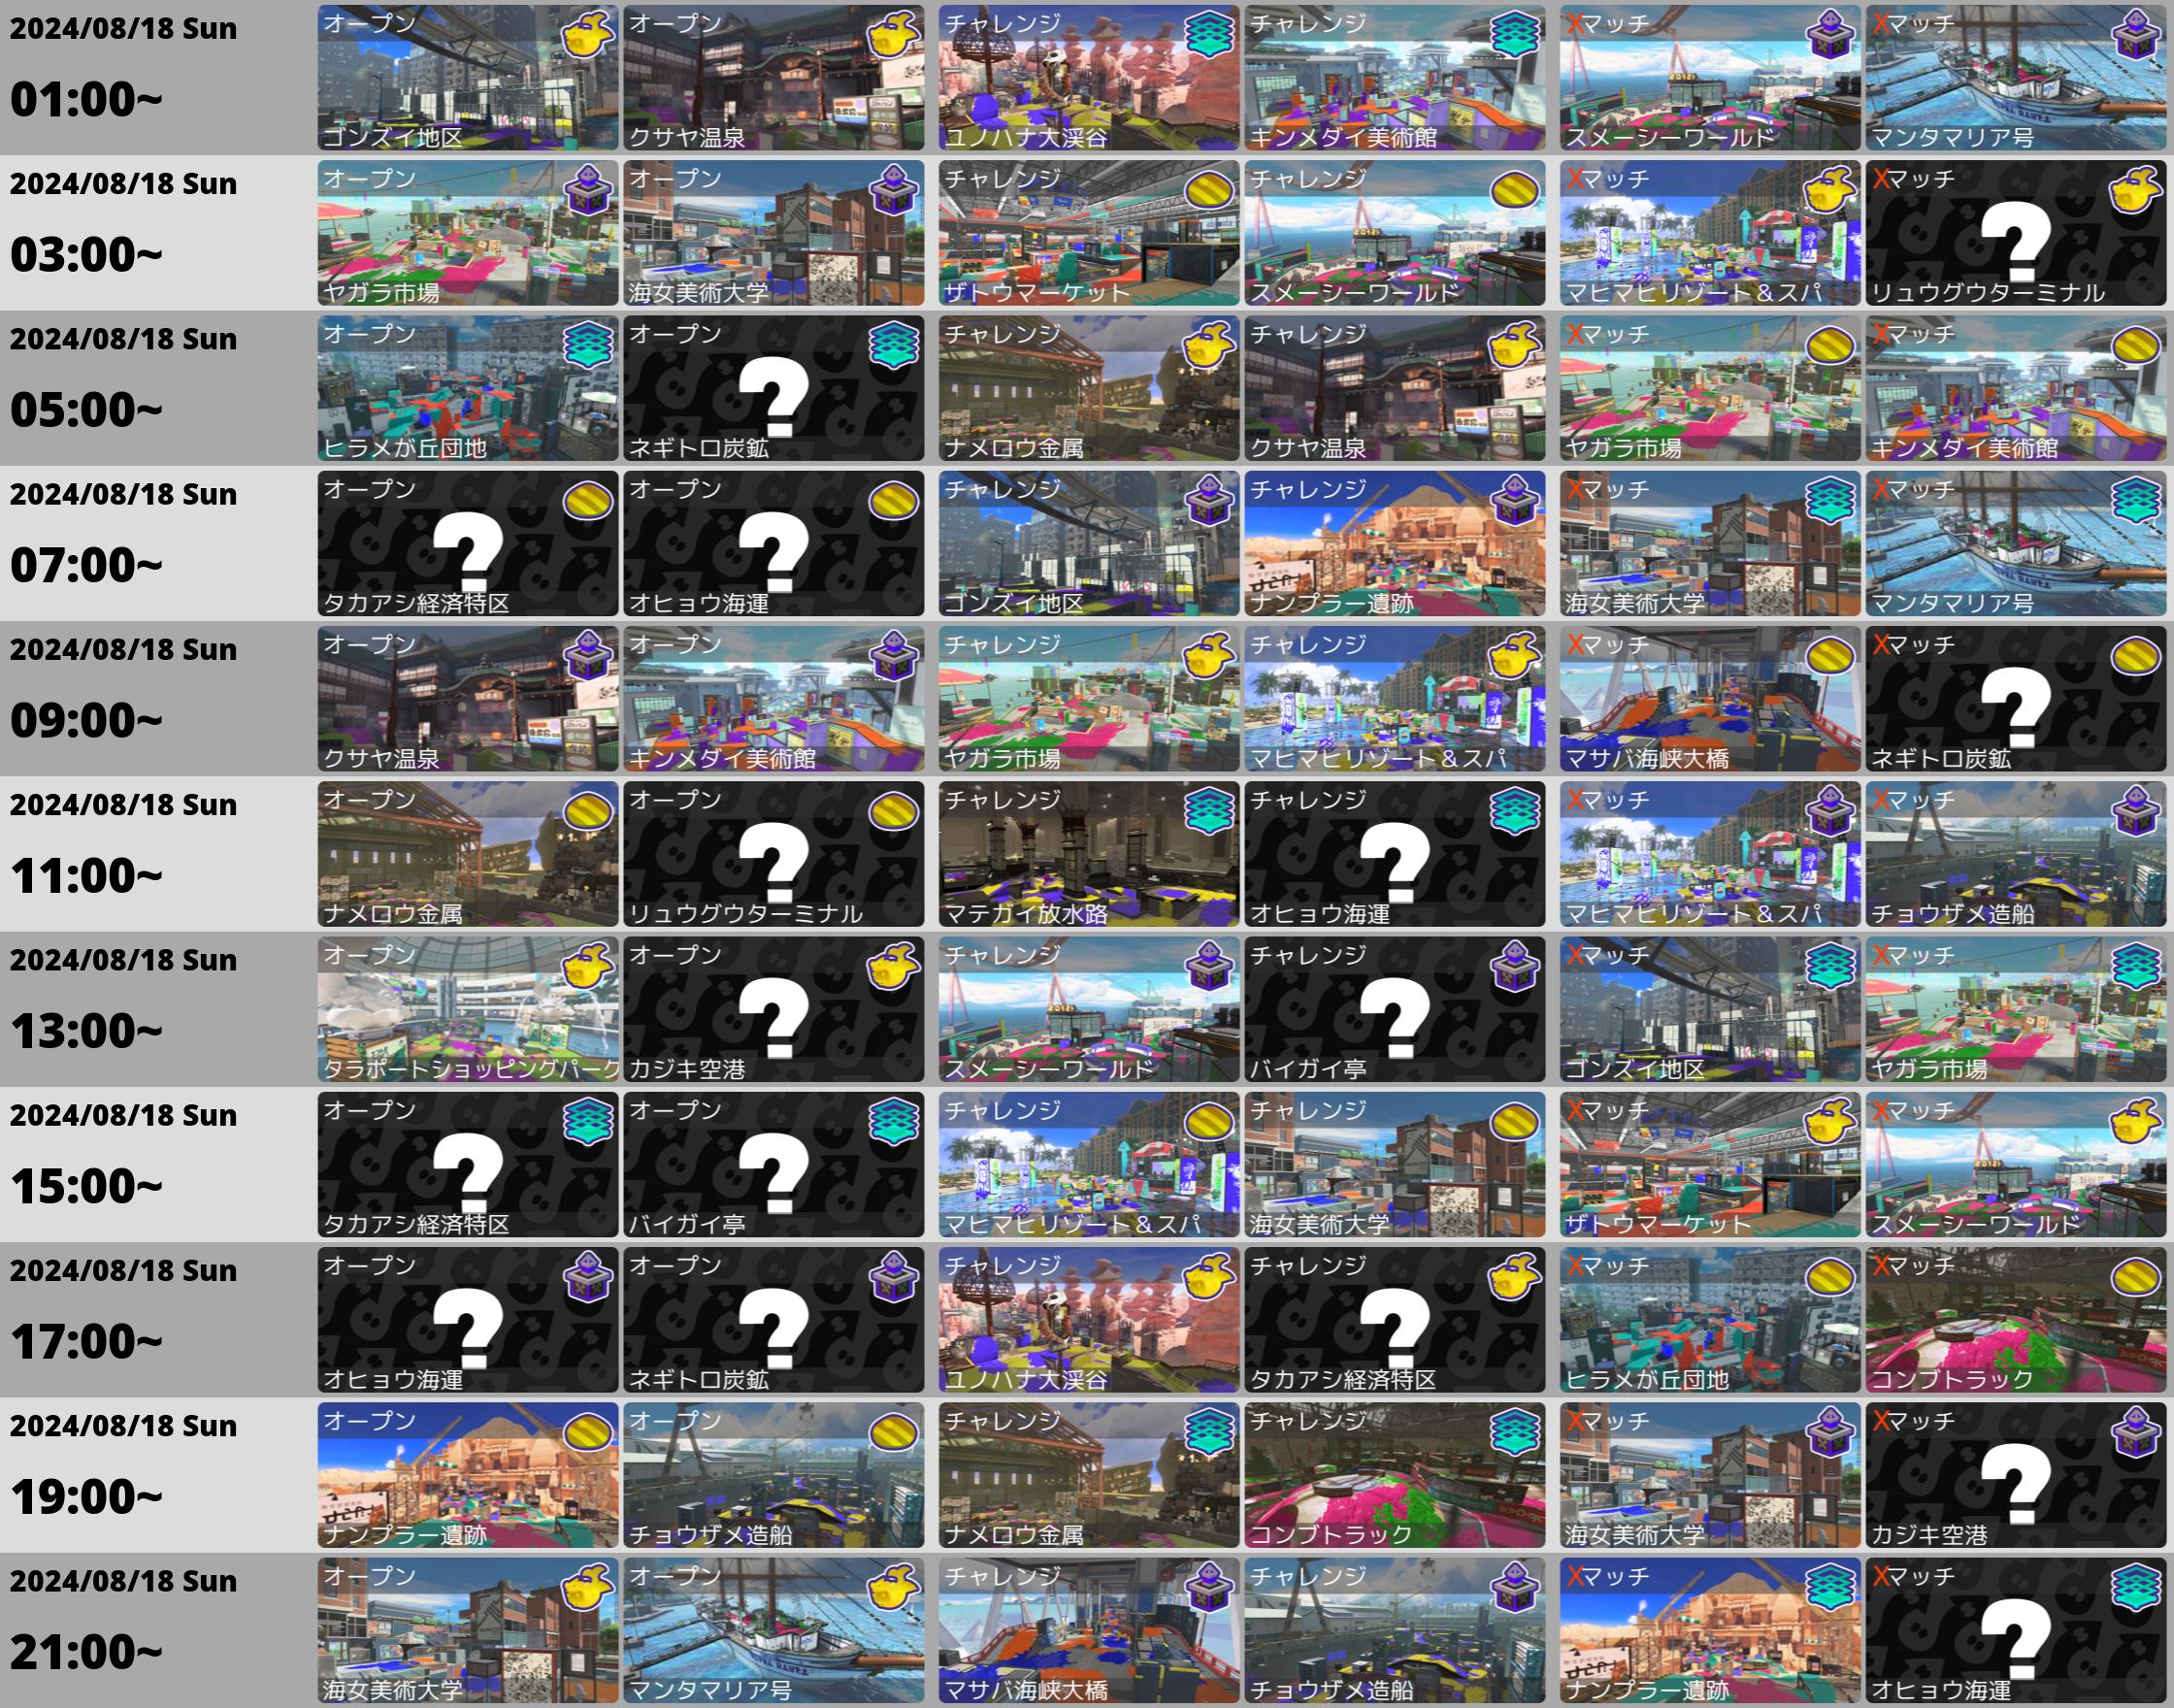 2024/08/18 Sun
01:00~
オープン
ゴンズイ地区
オープン
クサヤ温泉
チャレンジ
ユノハナ大渓谷
チャレンジ
キンメダイ美術館
Xマッチ
スメーシーワールド
Xマッチ
マンタマリア号
2024/08/18 Sun
03:00~
オープン
ヤガラ市場
オープン
海女美術大学
チャレンジ
ザトウマーケット
チャレンジ
スメーシーワールド
Xマッチ
マヒマヒリゾート&スパ
Xマッチ
?
リュウグウターミナル
2024/08/18 Sun
05:00~
オープン
ヒラメが丘団地
オープン
?
ネギトロ炭鉱
チャレンジ
ナメロウ金属
チャレンジ
クサヤ温泉
Xマッチ
ヤガラ市場
Xマッチ
キンメダイ美術館
2024/08/18 Sun
07:00~
オープン
?
タカアシ経済特区
オープン
?
オヒョウ海運
チャレンジ
ゴンズイ地区
チャレンジ
ナンプラー遺跡
Xマッチ
海女美術大学
Xマッチ
マンタマリア号
2024/08/18 Sun
09:00~
オープン
クサヤ温泉
オープン
キンメダイ美術館
チャレンジ
ヤガラ市場
チャレンジ
マヒマヒリゾート&スパ
Xマッチ
マサバ海峡大橋
Xマッチ
?
ネギトロ炭鉱
2024/08/18 Sun
11:00~
オープン
ナメロウ金属
オープン
?
リュウグウターミナル
チャレンジ
マテガイ放水路
チャレンジ
?
オヒョウ海運
Xマッチ
マヒマヒリゾート&スパ
Xマッチ
チョウザメ造船
2024/08/18 Sun
13:00~
オープン
タラポートショッピングパーク
オープン
?
カジキ空港
チャレンジ
スメーシーワールド
チャレンジ
?
バイガイ亭
Xマッチ
ゴンズイ地区
Xマッチ
ヤガラ市場
2024/08/18 Sun
15:00~
オープン
?
タカアシ経済特区
オープン
?
バイガイ亭
チャレンジ
マヒマヒリゾート&スパ
チャレンジ
海女美術大学
Xマッチ
ザトウマーケット
Xマッチ
スメーシーワールド
2024/08/18 Sun
17:00~
オープン
?
オヒョウ海運
オープン
?
ネギトロ炭鉱
チャレンジ
ユノハナ大渓谷
チャレンジ
?
タカアシ経済特区
Xマッチ
ヒラメが丘団地
Xマッチ
コンブトラック
2024/08/18 Sun
19:00~
オープン
ナンプラー遺跡
オープン
チョウザメ造船
チャレンジ
ナメロウ金属
チャレンジ
コンブトラック
Xマッチ
海女美術大学
Xマッチ
?
カジキ空港
2024/08/18 Sun
21:00~
オープン
海女美術大学
オープン
マンタマリア号
チャレンジ
マサバ海峡大橋
チャレンジ
チョウザメ造船
Xマッチ
ナンプラー遺跡
Xマッチ
?
オヒョウ海運